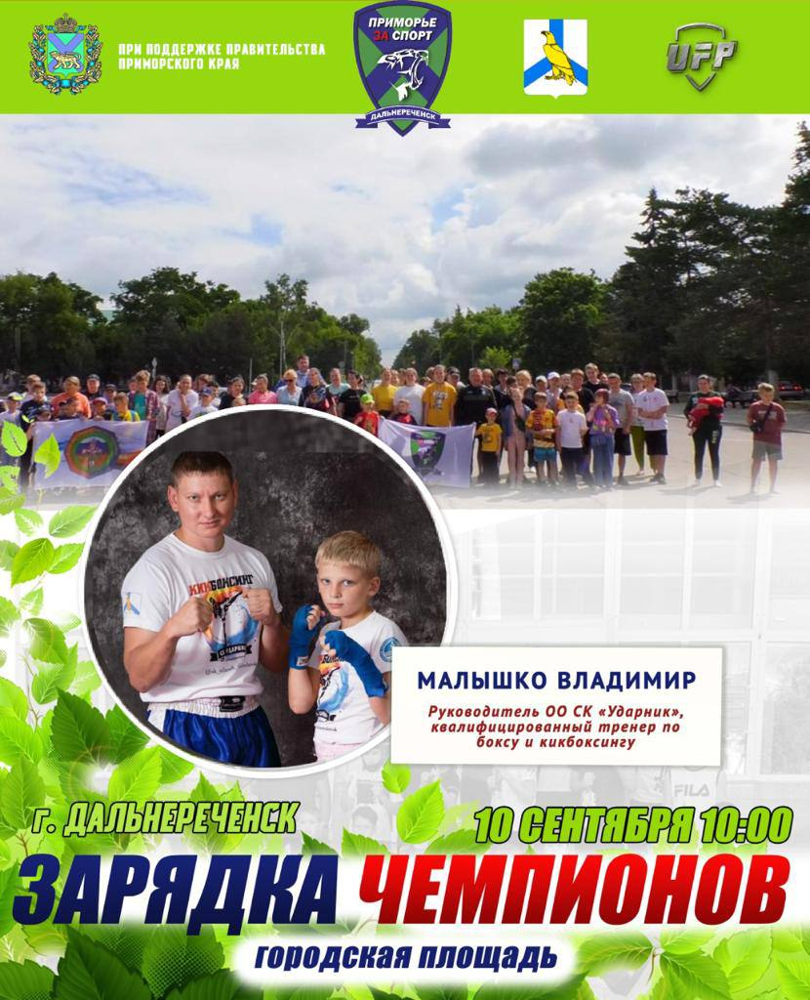 ПРИ ПОДДЕРЖКЕ ПРАВИТЕЛЬСТВА
ПРИМОРСКОГО КРАЯ
ПРИМОРЬЕ
ЗА СПОРТ
ДАЛЬНЕРЕЧЕНСК
UFP
КИКБОКСИНГ
МАЛЫШКО ВЛАДИМИР
Руководитель ОО СК «Ударник»,
квалифицированный тренер по
боксу и кикбоксингу
FILA
г. ДАЛЬНЕРЕЧЕНСК
10 СЕНТЯБРЯ 10:00
ЗАРЯДКА ЧЕМПИОНОВ
городская площадь